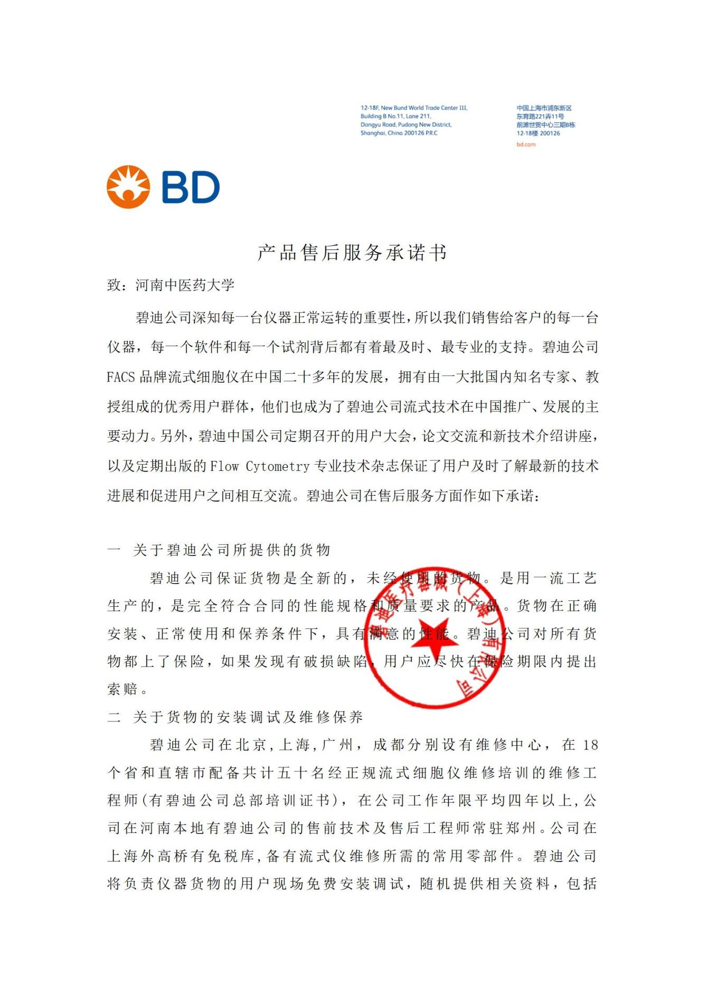 12-18F, New Bund World Trade Center III,
Building B No.11, Lane 211,
Dongyu Road, Pudong New District,
Shanghai, China 200126 P.R.C
中国上海市浦东新区
东育路221弄11号
前滩世贸中心三期B栋
12-18楼 200126
bd.com
BD
产品售后服务承诺书
致：河南中医药大学
碧迪公司深知每一台仪器正常运转的重要性，所以我们销售给客户的每一台
仪器，每一个软件和每一个试剂背后都有着最及时、最专业的支持。碧迪公司
FACS 品牌流式细胞仪在中国二十多年的发展，拥有由一大批国内知名专家、教
授组成的优秀用户群体，他们也成为了碧迪公司流式技术在中国推广、发展的主
要动力。另外，碧迪中国公司定期召开的用户大会，论文交流和新技术介绍讲座，
以及定期出版的 Flow Cytometry 专业技术杂志保证了用户及时了解最新的技术
进展和促进用户之间相互交流。碧迪公司在售后服务方面作如下承诺：
一 关于碧迪公司所提供的货物
碧迪公司保证货物是全新的，未经使用的货物。是用一流工艺
生产的，是完全符合合同的性能规格和质量要求的产品。货物在正确
安装、正常使用和保养条件下，具有满意的性能。碧迪公司对所有货
物都上了保险，如果发现有破损缺陷，用户应尽快在保险期限内提出
索赔。
碧迪医疗器械（上海）有限公司
二 关于货物的安装调试及维修保养
碧迪公司在北京,上海,广州，成都分别设有维修中心，在 18
个省和直辖市配备共计五十名经正规流式细胞仪维修培训的维修工
程师(有碧迪公司总部培训证书)，在公司工作年限平均四年以上,公
司在河南本地有碧迪公司的售前技术及售后工程师常驻郑州。公司在
上海外高桥有免税库,备有流式仪维修所需的常用零部件。碧迪公司
将负责仪器货物的用户现场免费安装调试，随机提供相关资料，包括